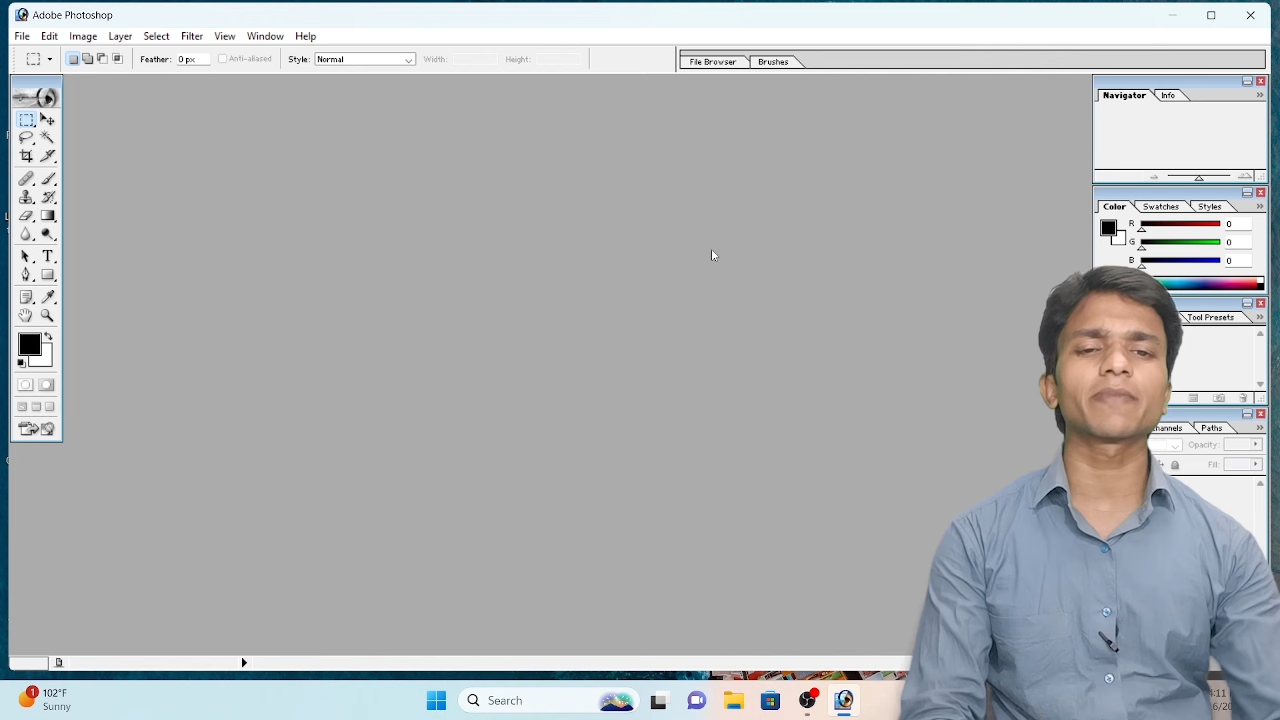 Adobe Photoshop
File Edit Image Layer Select Filter View Window Help
Feather: 0 px Anti-aliased Style: Normal Width: Height:
File Browser Brushes
Navigator Info
Color Swatches Styles
R 0
G 0
B 0
Tool Presets
Paths
Opacity:
Fill:
T
1
102°F
Sunny
Search